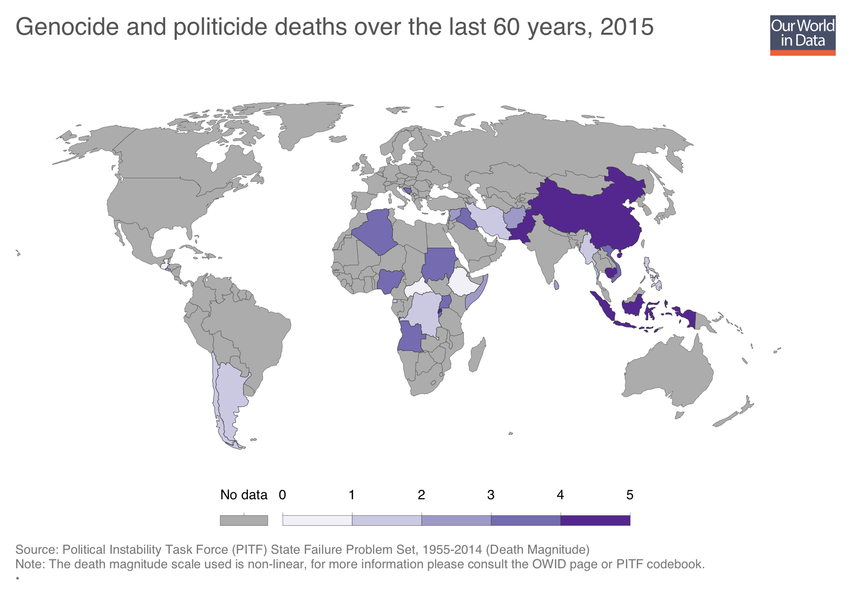 Genocide and politicide deaths over the last 60 years, 2015
Our World
in Data
No data 0 1 2 3 4 5
Source: Political Instability Task Force (PITF) State Failure Problem Set, 1955-2014 (Death Magnitude)
Note: The death magnitude scale used is non-linear, for more information please consult the OWID page or PITF codebook.
•